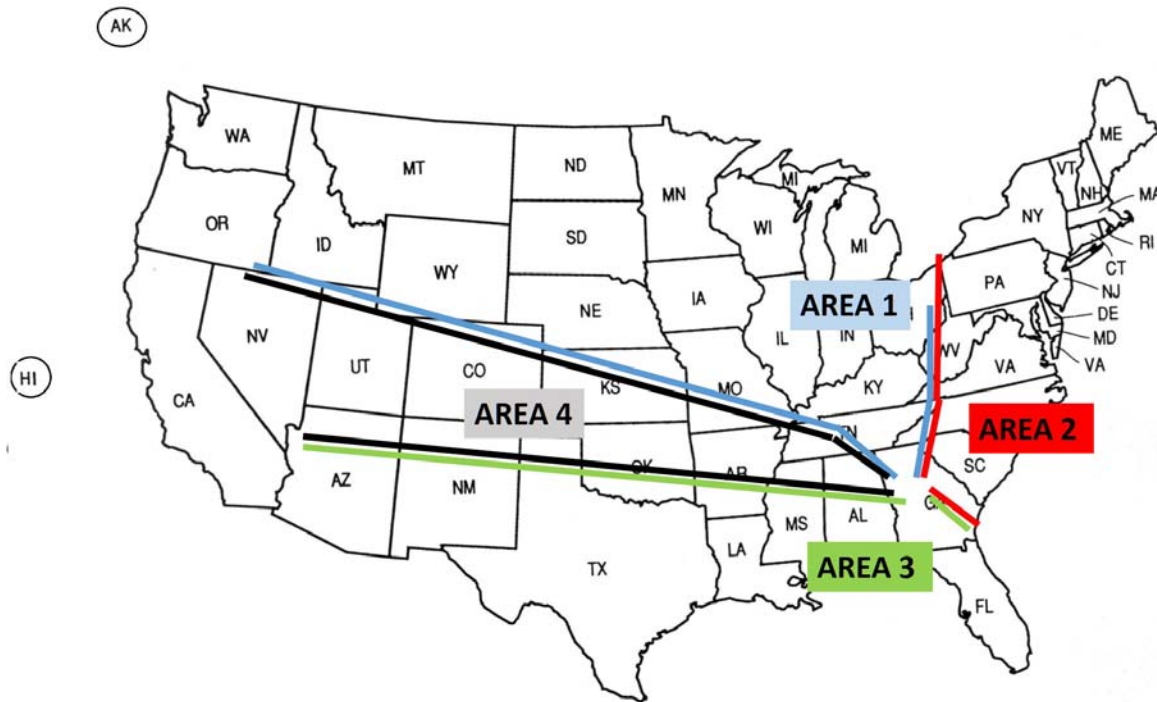 AK
WA
MT
ND
MN
MI
ME
VT
NH
MA
OR
ID
SD
WI
MI
NY
RI
WY
CT
IA
PA
NJ
NE
AREA 1
DE
NV
IL
IN
WV
MD
UT
CO
VA
VA
HI
CA
KS
MO
KY
AREA 4
TN
AREA 2
OK
AR
SC
AZ
NM
MS
AL
LA
AREA 3
TX
FL